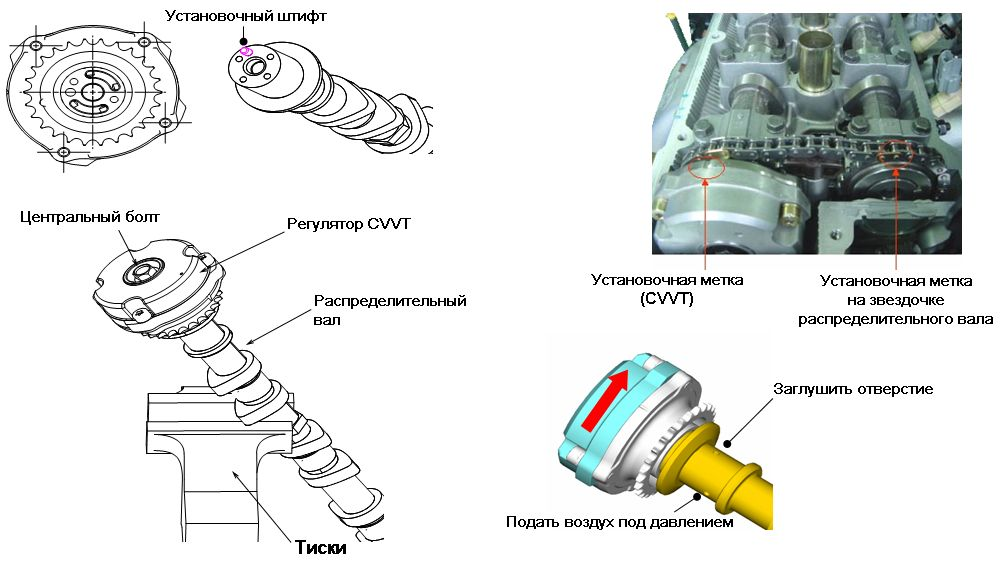 Установочный штифт
Центральный болт
Регулятор CVVT
Распределительный
вал
Тиски
Установочная метка
(CVVT)
Установочная метка
на звездочке
распределительного вала
Заглушить отверстие
Подать воздух под давлением